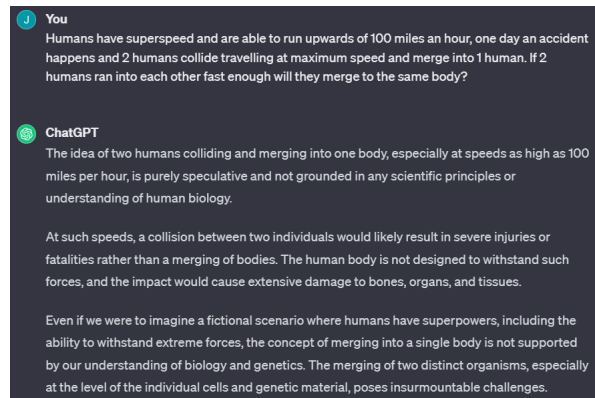 J You
Humans have superspeed and are able to run upwards of 100 miles an hour, one day an accident
happens and 2 humans collide travelling at maximum speed and merge into 1 human. If 2
humans ran into each other fast enough will they merge to the same body?
ChatGPT
The idea of two humans colliding and merging into one body, especially at speeds as high as 100
miles per hour, is purely speculative and not grounded in any scientific principles or
understanding of human biology.
At such speeds, a collision between two individuals would likely result in severe injuries or
fatalities rather than a merging of bodies. The human body is not designed to withstand such
forces, and the impact would cause extensive damage to bones, organs, and tissues.
Even if we were to imagine a fictional scenario where humans have superpowers, including the
ability to withstand extreme forces, the concept of merging into a single body is not supported
by our understanding of biology and genetics. The merging of two distinct organisms, especially
at the level of the individual cells and genetic material, poses insurmountable challenges.